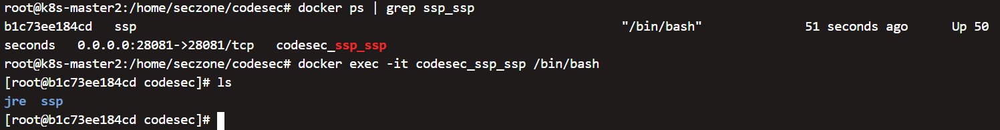 root@k8s-master2:/home/seczone/codesec# docker ps | grep ssp_ssp
b1c73ee184cd   ssp                                                              "/bin/bash"              51 seconds ago      Up 50
seconds   0.0.0.0:28081->28081/tcp   codesec_ssp_ssp
root@k8s-master2:/home/seczone/codesec# docker exec -it codesec_ssp_ssp /bin/bash
[root@b1c73ee184cd codesec]# ls
jre  ssp
[root@b1c73ee184cd codesec]#